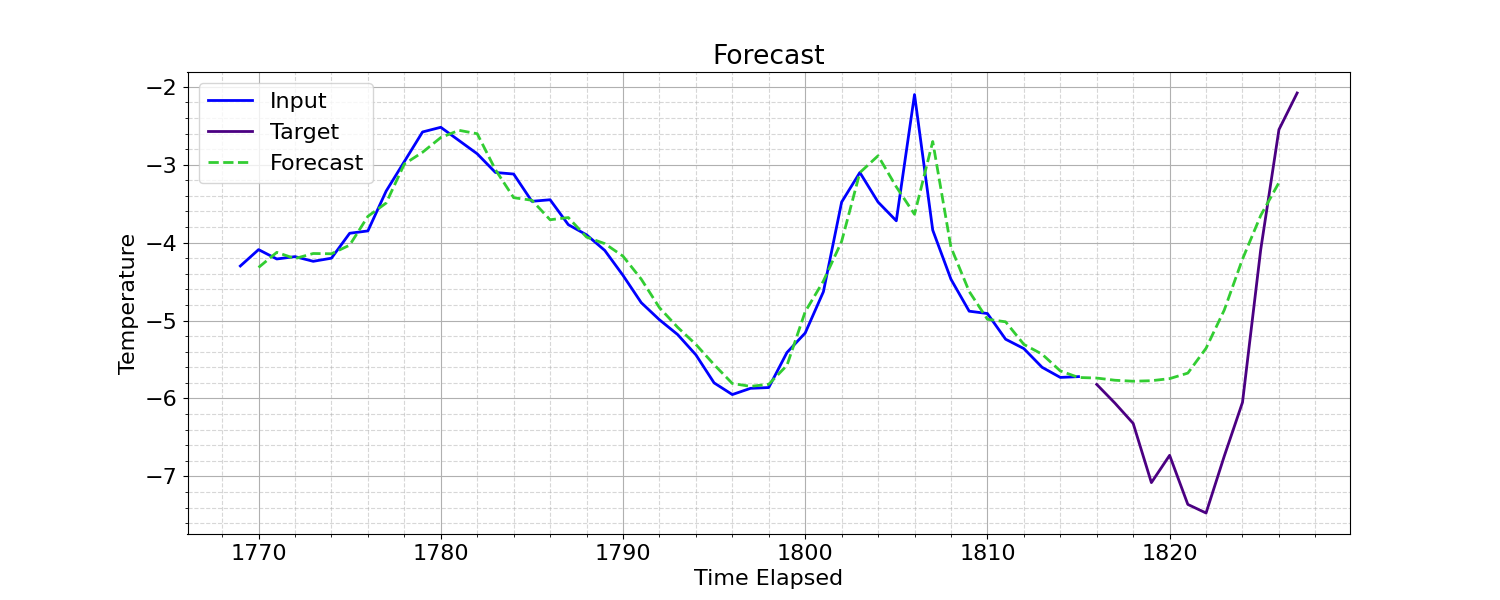 Forecast
Input
Target
Forecast
Temperature
−2
−3
−4
−5
−6
−7
1770 1780 1790 1800 1810 1820
Time Elapsed